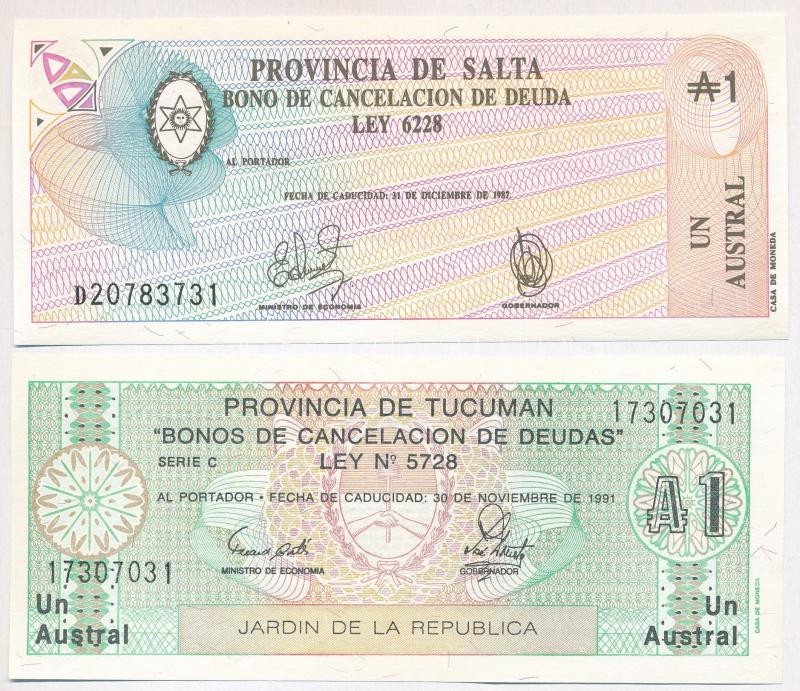 PROVINCIA DE SALTA
BONO DE CANCELACION DE DEUDA
LEY 6228
₳1
AL PORTADOR
FECHA DE CADUCIDAD: 31 DE DICIEMBRE DE 1987.
UN AUSTRAL
D20783731
MINISTRO DE ECONOMIA
GOBERNADOR
CASA DE MONEDA
PROVINCIA DE TUCUMAN
17307031
"BONOS DE CANCELACION DE DEUDAS"
SERIE C
LEY Nº 5728
AL PORTADOR • FECHA DE CADUCIDAD: 30 DE NOVIEMBRE DE 1991
₳1
17307031
MINISTRO DE ECONOMIA
GOBERNADOR
Un
Austral
Un
Austral
JARDIN DE LA REPUBLICA
CASA DE MONEDA